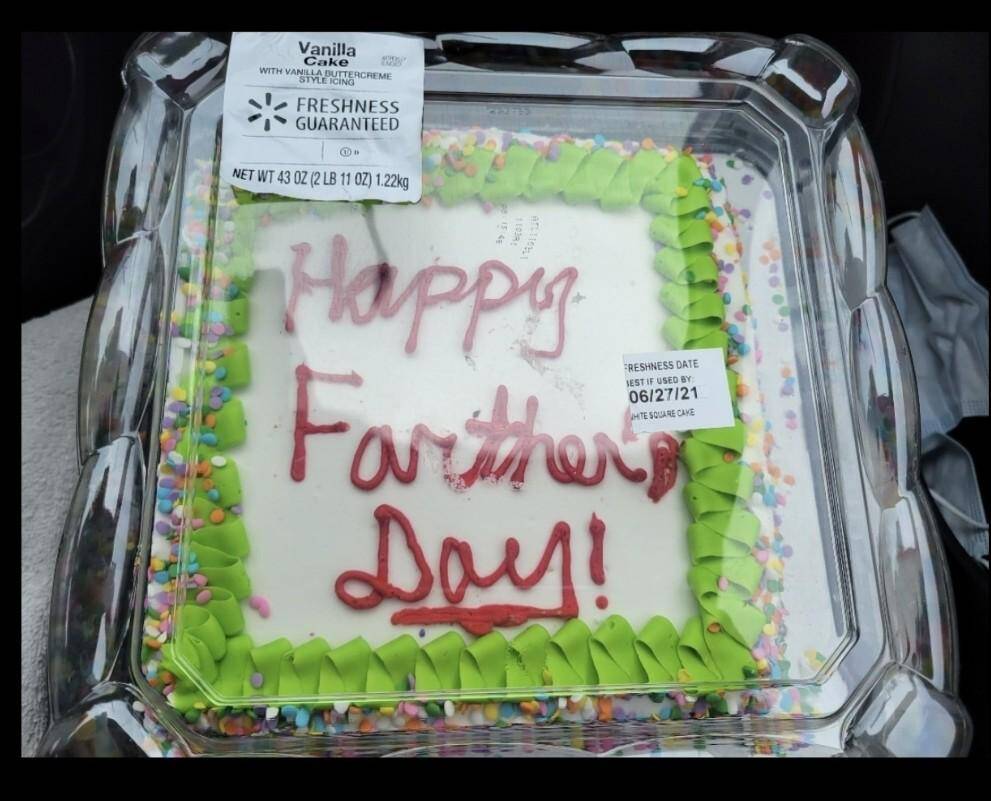 Vanilla
Cake
WITH VANILLA BUTTERCREME
STYLE ICING
FRESHNESS
GUARANTEED
U D
NET WT 43 OZ (2 LB 11 OZ) 1.22kg
Happy
Farther's
Day!
FRESHNESS DATE
BEST IF USED BY:
06/27/21
WHITE SQUARE CAKE